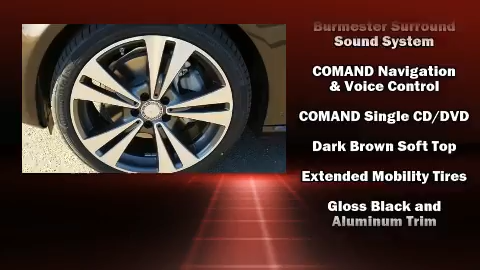 Burmester Surround
Sound System
COMAND Navigation
& Voice Control
COMAND Single CD/DVD
Dark Brown Soft Top
Extended Mobility Tires
Gloss Black and
Aluminum Trim